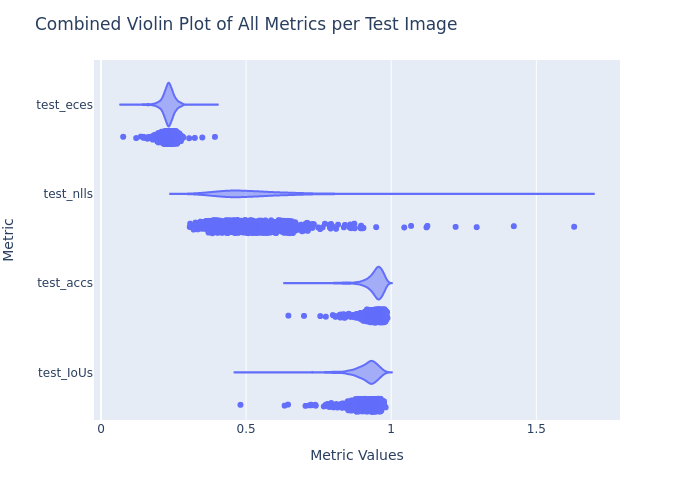 Combined Violin Plot of All Metrics per Test Image
test_eces
test_nlls
test_accs
test_IoUs
Metric
0
0.5
1
1.5
Metric Values